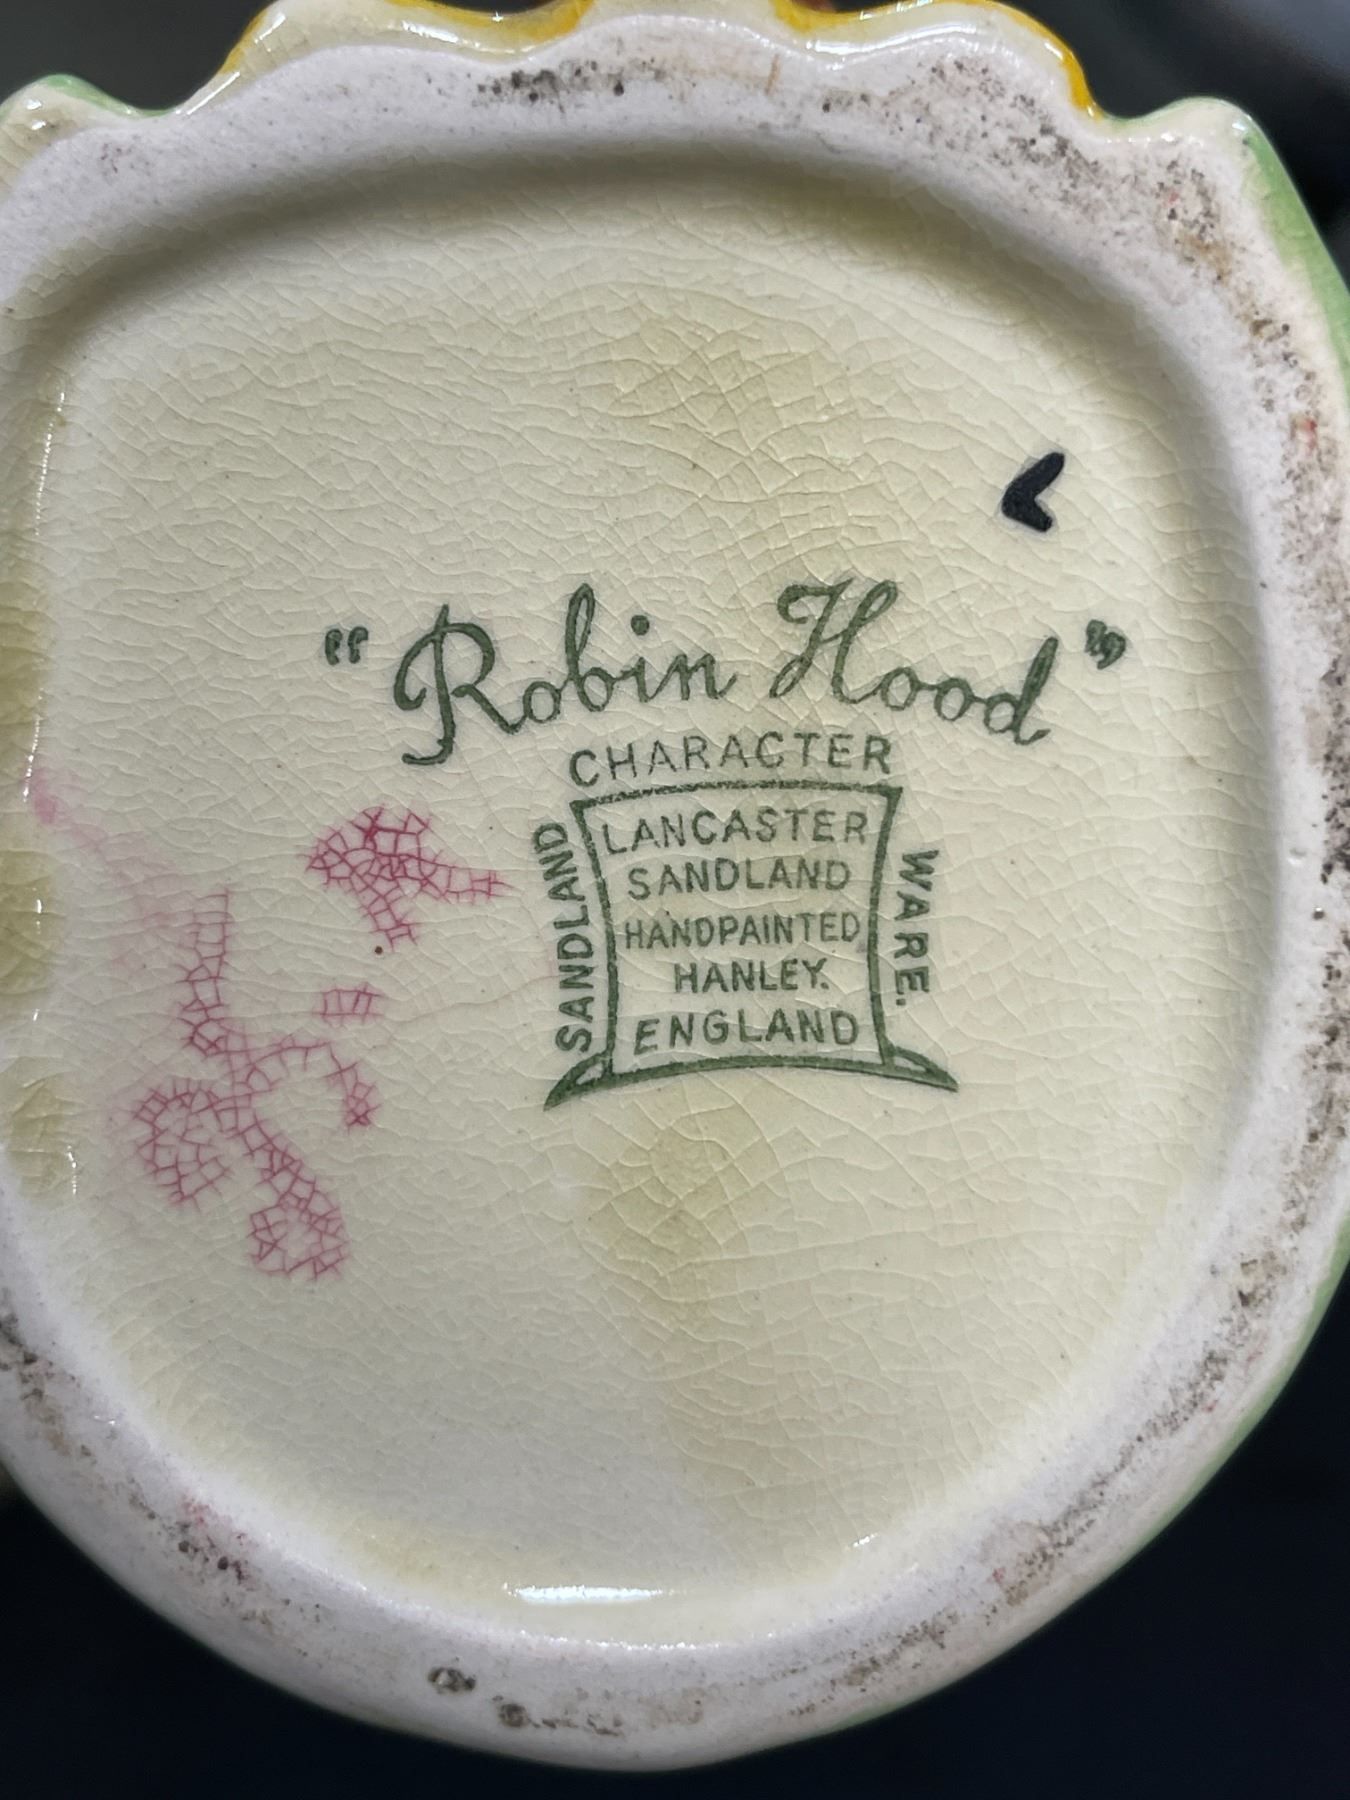 “Robin Hood”
CHARACTER
SANDLAND
LANCASTER
SANDLAND
HANDPAINTED
HANLEY.
ENGLAND
WARE.